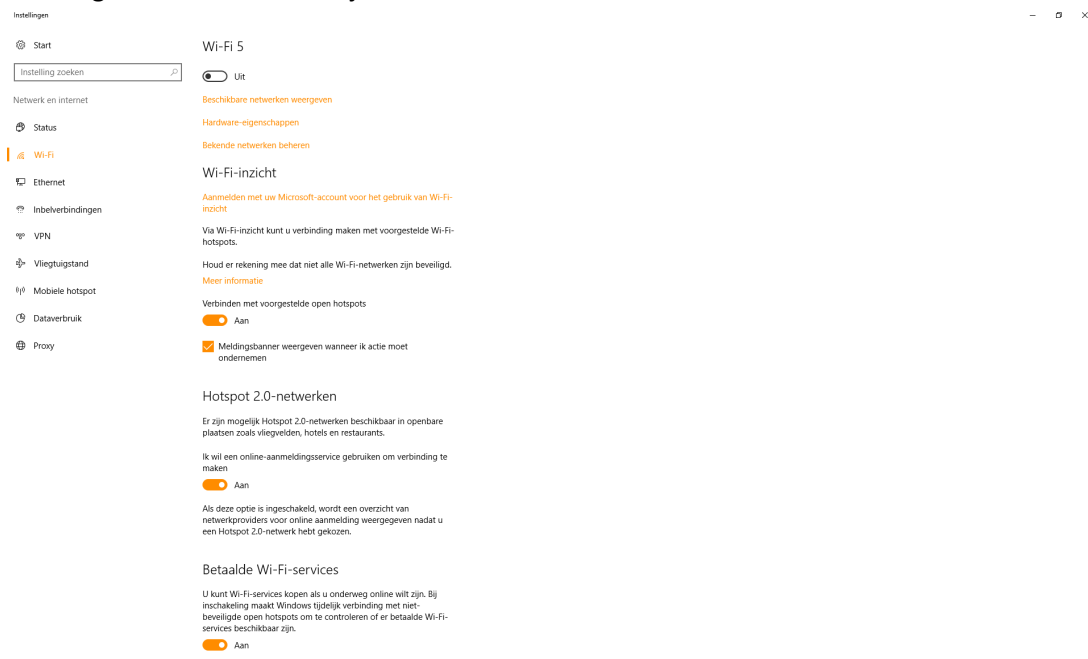 Instellingen
Start
Instelling zoeken
Netwerk en internet
Status
Wi-Fi
Ethernet
Inbelverbindingen
VPN
Vliegtuigstand
Mobiele hotspot
Dataverbruik
Proxy
Wi-Fi 5
Uit
Beschikbare netwerken weergeven
Hardware-eigenschappen
Bekende netwerken beheren
Wi-Fi-inzicht
Aanmelden met uw Microsoft-account voor het gebruik van Wi-Fi-
inzicht
Via Wi-Fi-inzicht kunt u verbinding maken met voorgestelde Wi-Fi-
hotspots.
Houd er rekening mee dat niet alle Wi-Fi-netwerken zijn beveiligd.
Meer informatie
Verbinden met voorgestelde open hotspots
Aan
Meldingsbanner weergeven wanneer ik actie moet
ondernemen
Hotspot 2.0-netwerken
Er zijn mogelijk Hotspot 2.0-netwerken beschikbaar in openbare
plaatsen zoals vliegvelden, hotels en restaurants.
Ik wil een online-aanmeldingsservice gebruiken om verbinding te
maken
Aan
Als deze optie is ingeschakeld, wordt een overzicht van
netwerkproviders voor online aanmelding weergegeven nadat u
een Hotspot 2.0-netwerk hebt gekozen.
Betaalde Wi-Fi-services
U kunt Wi-Fi-services kopen als u onderweg online wilt zijn. Bij
inschakeling maakt Windows tijdelijk verbinding met niet-
beveiligde open hotspots om te controleren of er betaalde Wi-Fi-
services beschikbaar zijn.
Aan